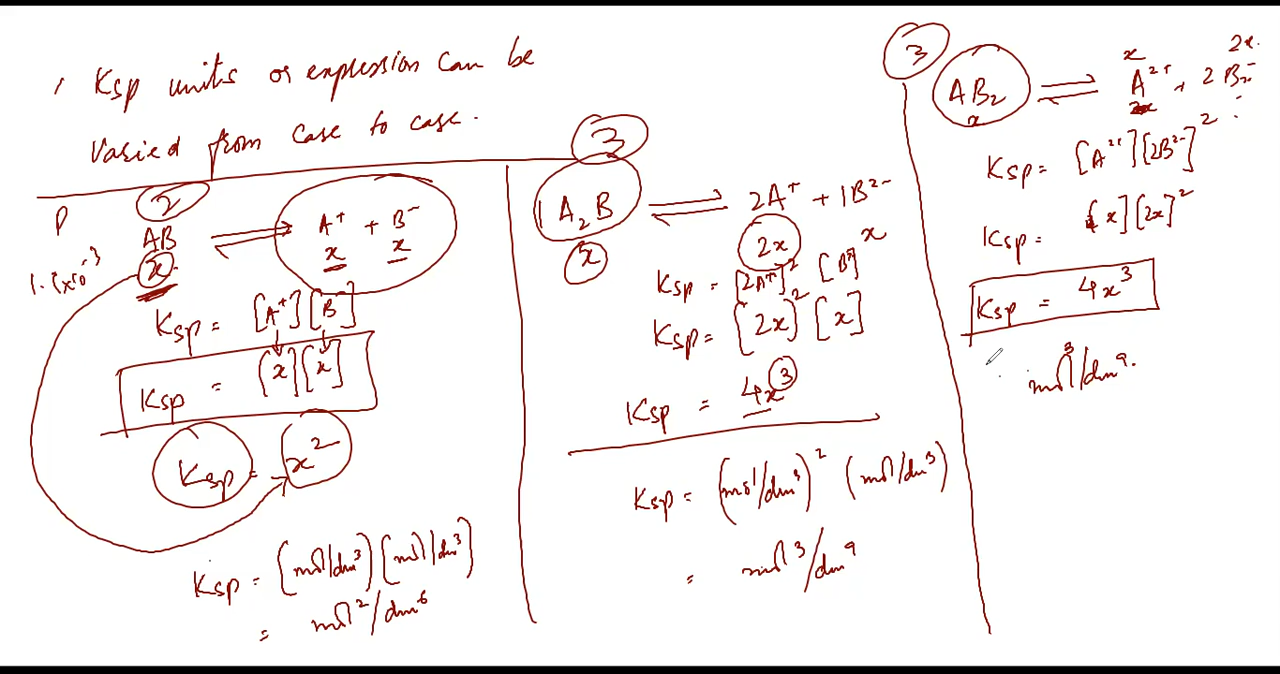 Ksp units or expression can be
Varied from case to case.
2
AB ⇌ A⁺ + B⁻
x x x
Ksp = [A⁺][B⁻]
Ksp = [x][x]
Ksp = x²
Ksp = (mol/dm³)(mol/dm³)
= mol²/dm⁶
3
A₂B ⇌ 2A⁺ + 1B²⁻
x 2x x
Ksp = [2A⁺]² [B²⁻]
Ksp = [2x]² [x]
Ksp = 4x³
Ksp = (mol/dm³)² (mol/dm³)
= mol³/dm⁹
3
x 2x
AB₂ ⇌ A²⁺ + 2B⁻
x
Ksp = [A²⁺][2B²⁻]²
Ksp = [x][2x]²
Ksp = 4x³
mol³/dm⁹